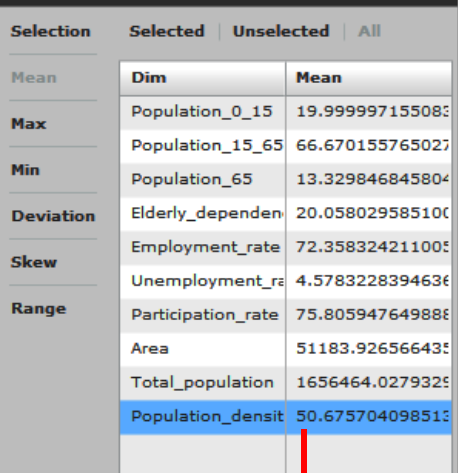 Selection Selected Unselected All
Mean
Max
Min
Deviation
Skew
Range
Dim Mean
Population_0_15 19.999997155083
Population_15_65 66.670155765027
Population_65 13.329846845804
Elderly_dependen 20.058029585100
Employment_rate 72.358324211005
Unemployment_ra 4.5783228394636
Participation_rate 75.805947649888
Area 51183.926566435
Total_population 1656464.0279329
Population_densit 50.675704098513